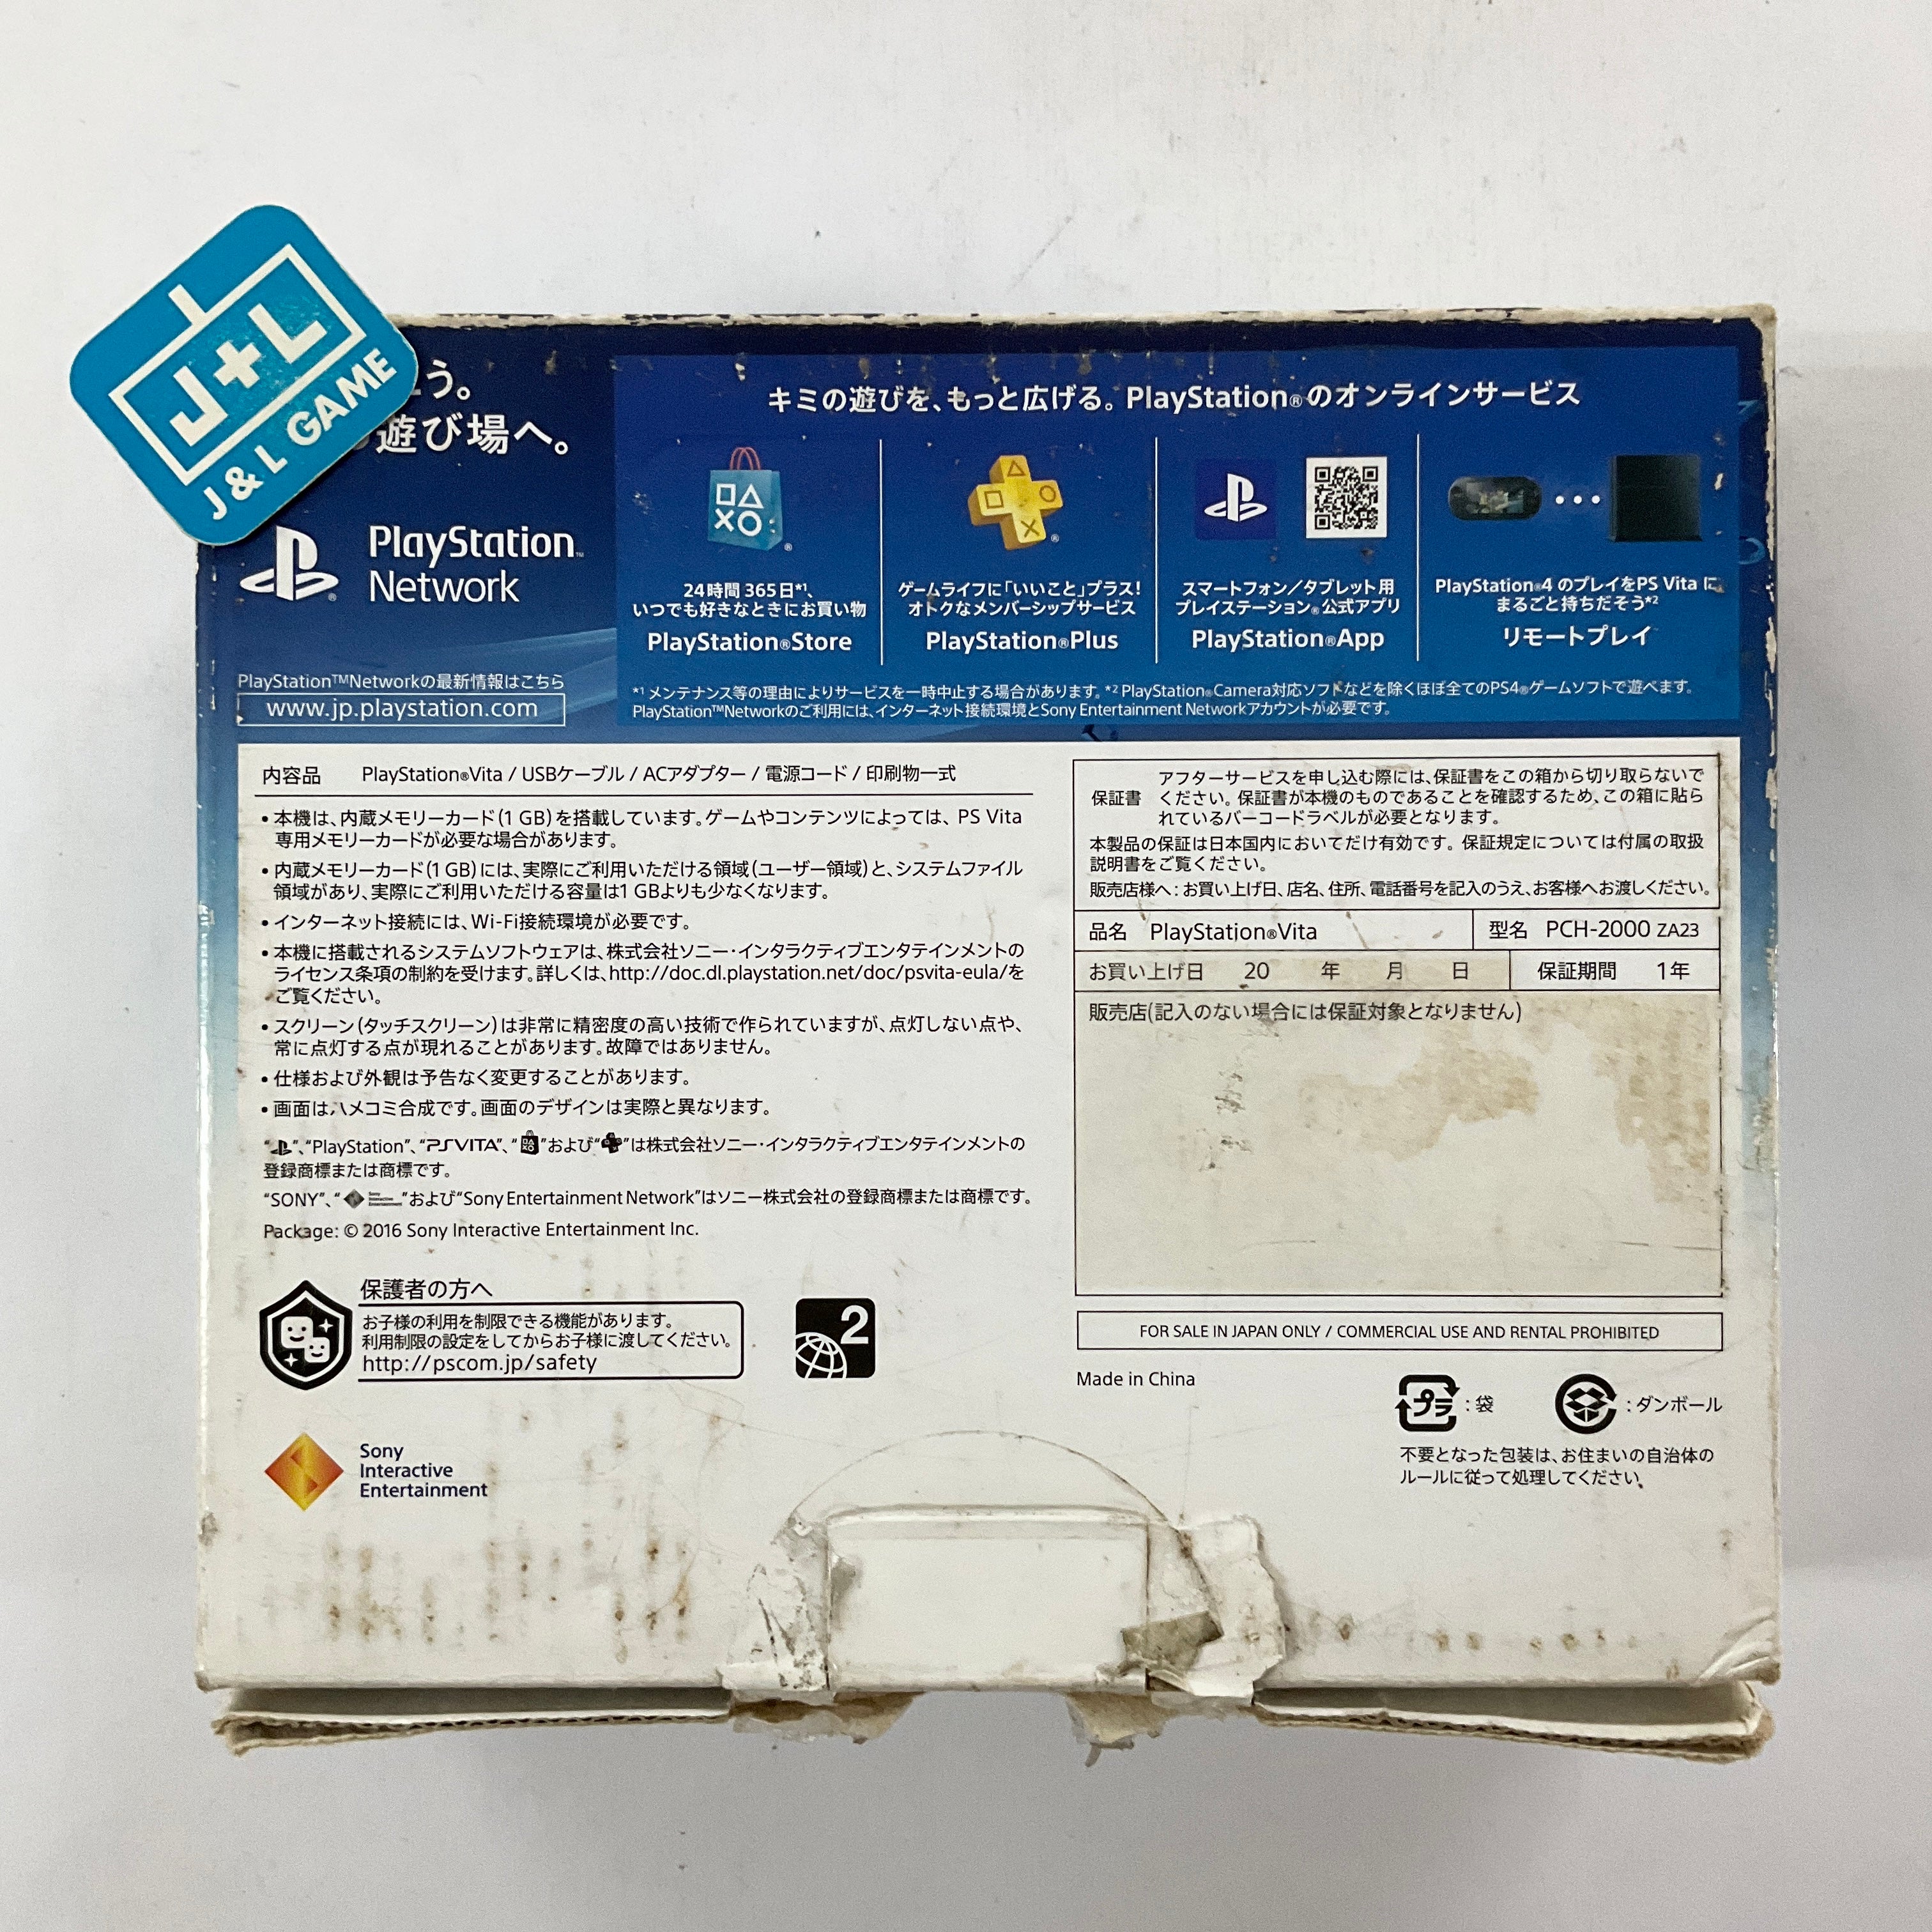 J+L
J & L GAME
う。
遊び場へ。
PlayStation™
Network
PlayStation™Networkの最新情報はこちら
www.jp.playstation.com
キミの遊びを、もっと広げる。PlayStation®のオンラインサービス
24時間365日*1、
いつでも好きなときにお買い物
PlayStation®Store
ゲームライフに「いいこと」プラス!
オトクなメンバーシップサービス
PlayStation®Plus
スマートフォン/タブレット用
プレイステーション®公式アプリ
PlayStation®App
PlayStation®4 のプレイをPS Vita に
まるごと持ちだそう*2
リモートプレイ
*1 メンテナンス等の理由によりサービスを一時中止する場合があります。*2 PlayStation®Camera対応ソフトなどを除くほぼ全てのPS4®ゲームソフトで遊べます。
PlayStation™Networkのご利用には、インターネット接続環境とSony Entertainment Networkアカウントが必要です。
内容品 PlayStation®Vita / USBケーブル / ACアダプター / 電源コード / 印刷物一式
• 本機は、内蔵メモリーカード(1 GB)を搭載しています。ゲームやコンテンツによっては、PS Vita
専用メモリーカードが必要な場合があります。
• 内蔵メモリーカード(1 GB)には、実際にご利用いただける領域(ユーザー領域)と、システムファイル
領域があり、実際にご利用いただける容量は1 GBよりも少なくなります。
• インターネット接続には、Wi-Fi接続環境が必要です。
• 本機に搭載されるシステムソフトウェアは、株式会社ソニー・インタラクティブエンタテインメントの
ライセンス条項の制約を受けます。詳しくは、http://doc.dl.playstation.net/doc/psvita-eula/を
ご覧ください。
• スクリーン(タッチスクリーン)は非常に精密度の高い技術で作られていますが、点灯しない点や、
常に点灯する点が現れることがあります。故障ではありません。
• 仕様および外観は予告なく変更することがあります。
• 画面はハメコミ合成です。画面のデザインは実際と異なります。
“ ”、“PlayStation”、“PSVITA”、“ ”および“ ”は株式会社ソニー・インタラクティブエンタテインメントの
登録商標または商標です。
“SONY”、“ ”および“Sony Entertainment Network”はソニー株式会社の登録商標または商標です。
Package: © 2016 Sony Interactive Entertainment Inc.
保護者の方へ
お子様の利用を制限できる機能があります。
利用制限の設定をしてからお子様に渡してください。
http://pscom.jp/safety
2
Sony
Interactive
Entertainment
保証書 アフターサービスを申し込む際には、保証書をこの箱から切り取らないで
ください。保証書が本機のものであることを確認するため、この箱に貼ら
れているバーコードラベルが必要となります。
本製品の保証は日本国内においてだけ有効です。保証規定については付属の取扱
説明書をご覧ください。
販売店様へ：お買い上げ日、店名、住所、電話番号を記入のうえ、お客様へお渡しください。
品名 PlayStation®Vita 型名 PCH-2000 ZA23
お買い上げ日 20 年 月 日 保証期間 1年
販売店(記入のない場合には保証対象となりません)
FOR SALE IN JAPAN ONLY / COMMERCIAL USE AND RENTAL PROHIBITED
Made in China
プラ：袋 ：ダンボール
不要となった包装は、お住まいの自治体の
ルールに従って処理してください。